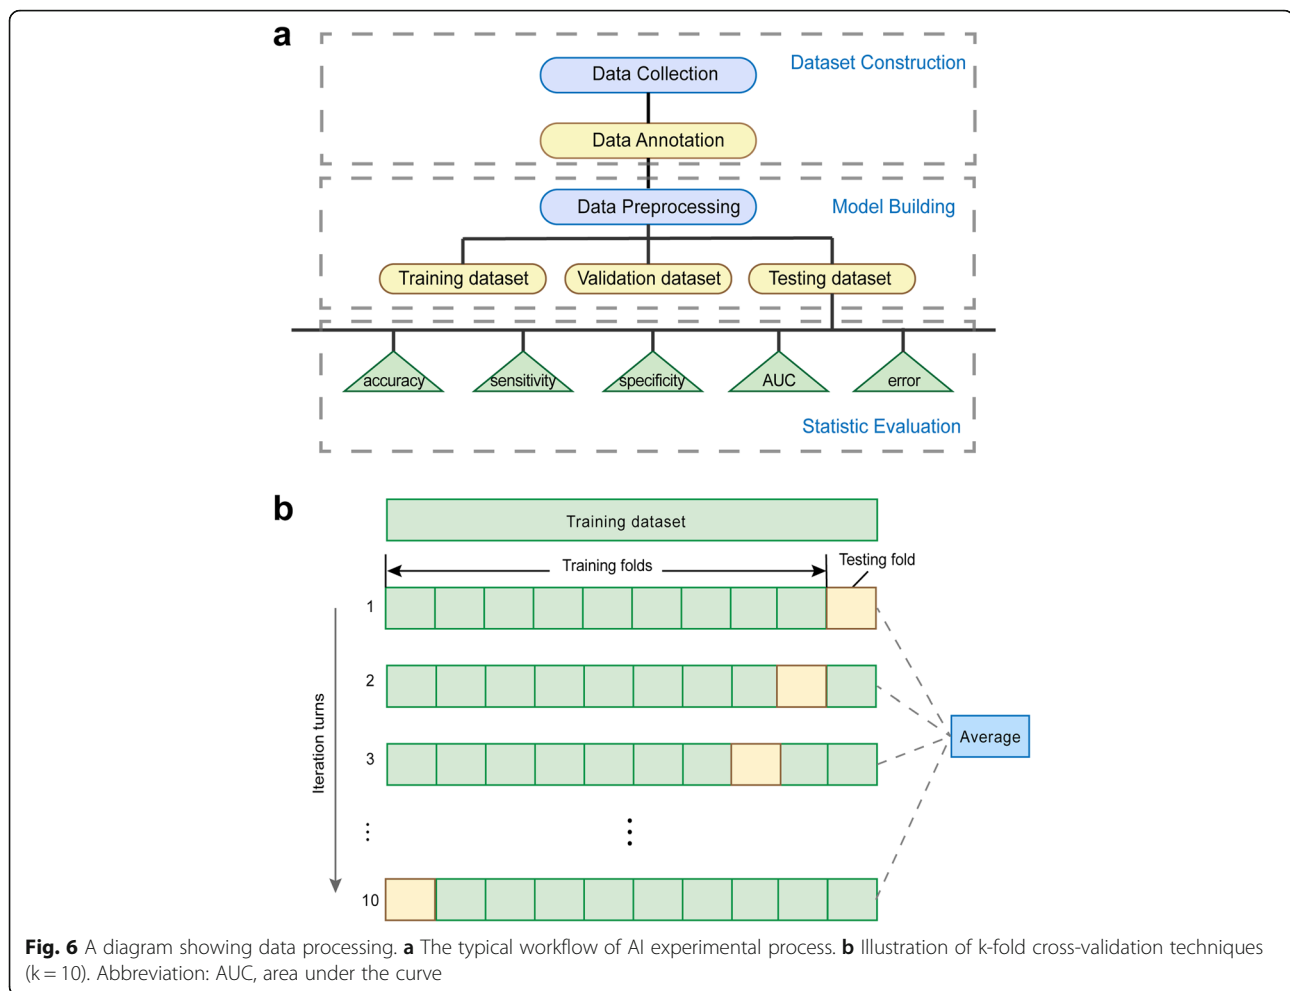 a
Dataset Construction
Data Collection
Data Annotation
Data Preprocessing
Model Building
Training dataset
Validation dataset
Testing dataset
accuracy
sensitivity
specificity
AUC
error
Statistic Evaluation
b
Training dataset
Training folds
Testing fold
1
2
3
⋮
⋮
10
Iteration turns
Average
Fig. 6 A diagram showing data processing. a The typical workflow of AI experimental process. b Illustration of k-fold cross-validation techniques
(k = 10). Abbreviation: AUC, area under the curve